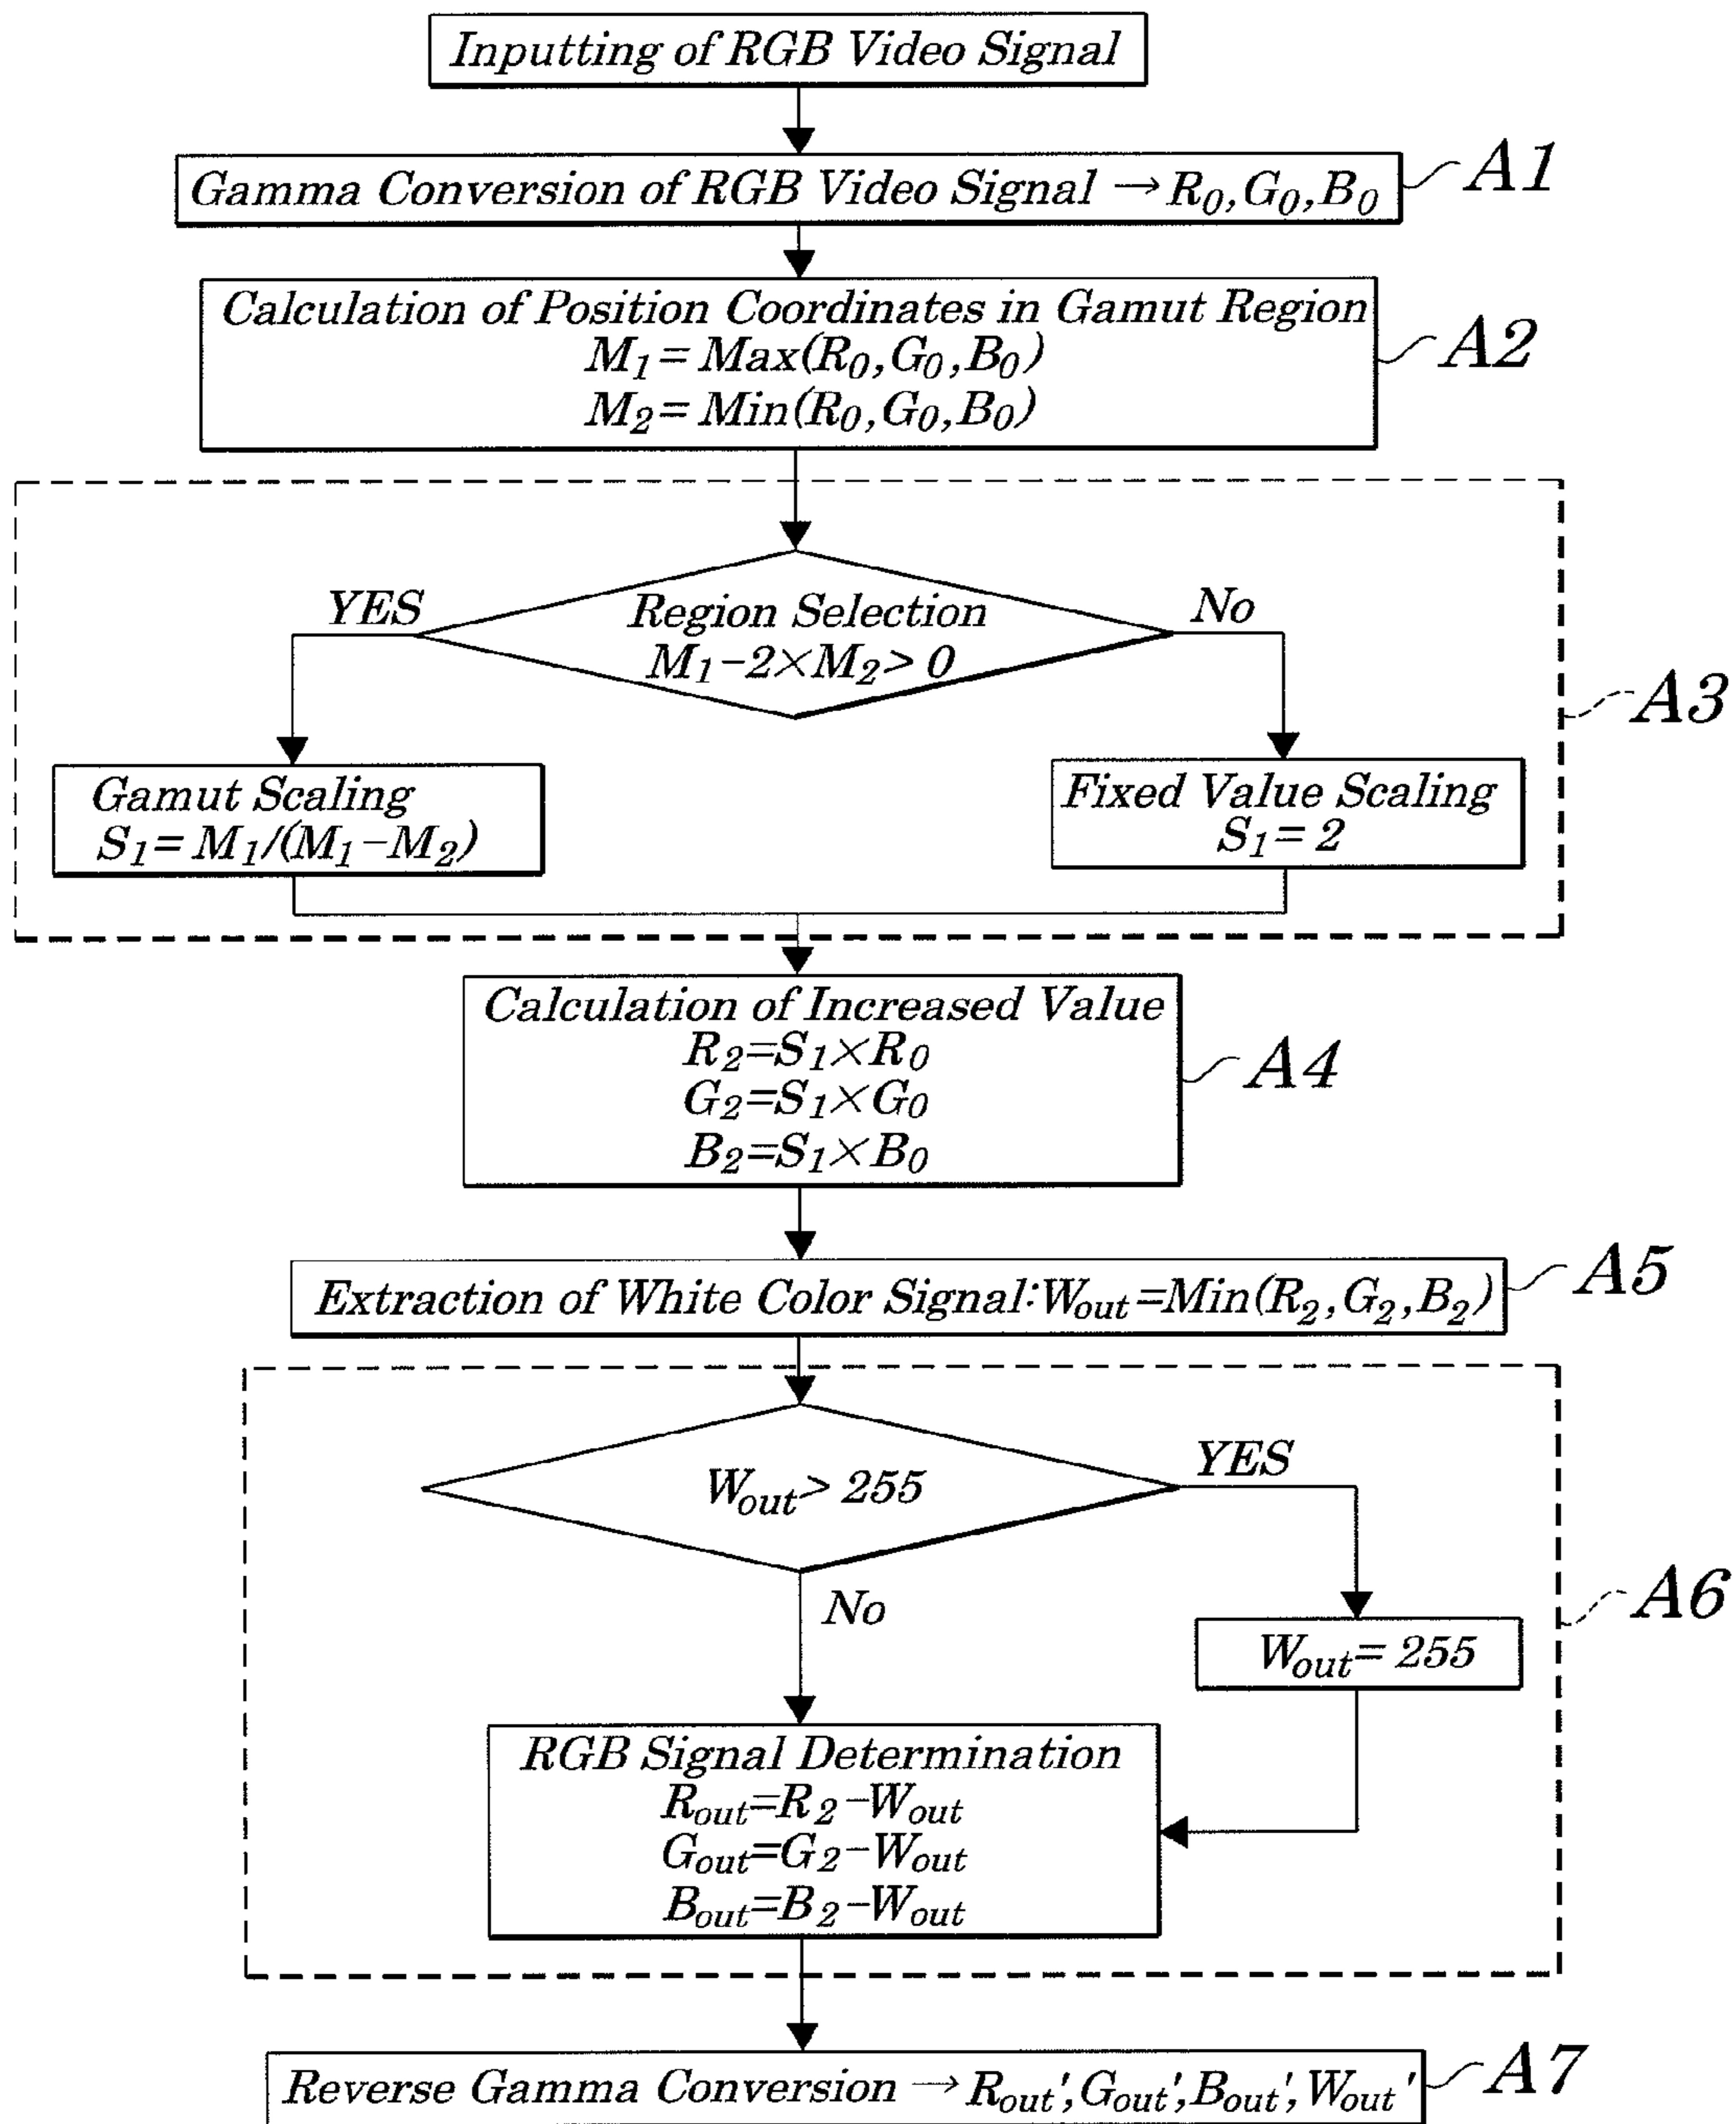 Inputting of RGB Video Signal
Gamma Conversion of RGB Video Signal → R0,G0,B0
A1
Calculation of Position Coordinates in Gamut Region
M1=Max(R0,G0,B0)
M2=Min(R0,G0,B0)
A2
YES
Region Selection
M1-2×M2>0
No
A3
Gamut Scaling
S1=M1/(M1-M2)
Fixed Value Scaling
S1=2
Calculation of Increased Value
R2=S1×R0
G2=S1×G0
B2=S1×B0
A4
Extraction of White Color Signal:Wout=Min(R2,G2,B2)
A5
Wout>255
YES
No
Wout=255
A6
RGB Signal Determination
Rout=R2-Wout
Gout=G2-Wout
Bout=B2-Wout
Reverse Gamma Conversion → Rout',Gout',Bout',Wout'
A7